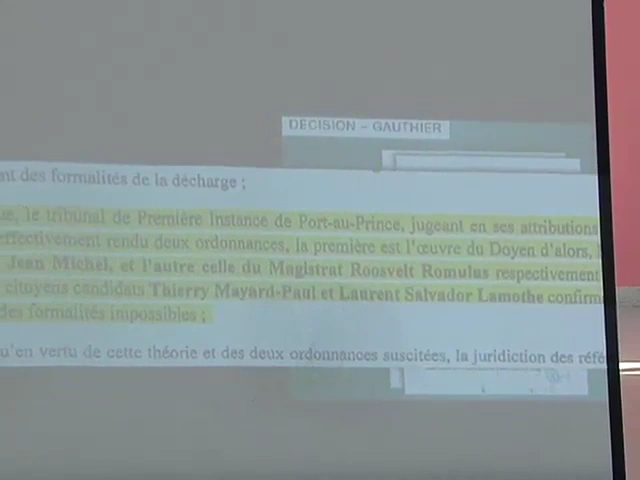 DECISION – GAUTHIER
nt des formalités de la décharge ;
ue, le tribunal de Première Instance de Port-au-Prince, jugeant en ses attributions
effectivement rendu deux ordonnances, la première est l'œuvre du Doyen d'alors,
Jean Michel, et l'autre celle du Magistrat Roosvelt Romulus respectivement
citoyens candidats Thierry Mayard-Paul et Laurent Salvador Lamothe confirm
des formalités impossibles ;
u'en vertu de cette théorie et des deux ordonnances suscitées, la juridiction des réfé